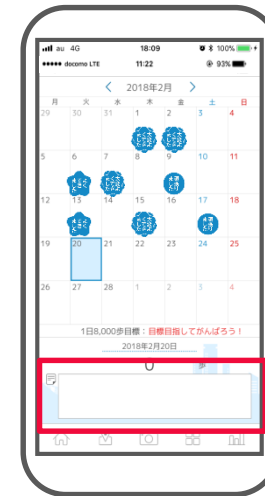 au 4G 18:09 100%
docomo LTE 11:22 93%
2018年2月
月 火 水 木 金 土 日
29 30 31 1 2 3 4
5 6 7 8 9 10 11
12 13 14 15 16 17 18
19 20 21 22 23 24 25
26 27 28 1 2 3 4
1日8,000歩目標：目標目指してがんばろう！
2018年2月20日
歩